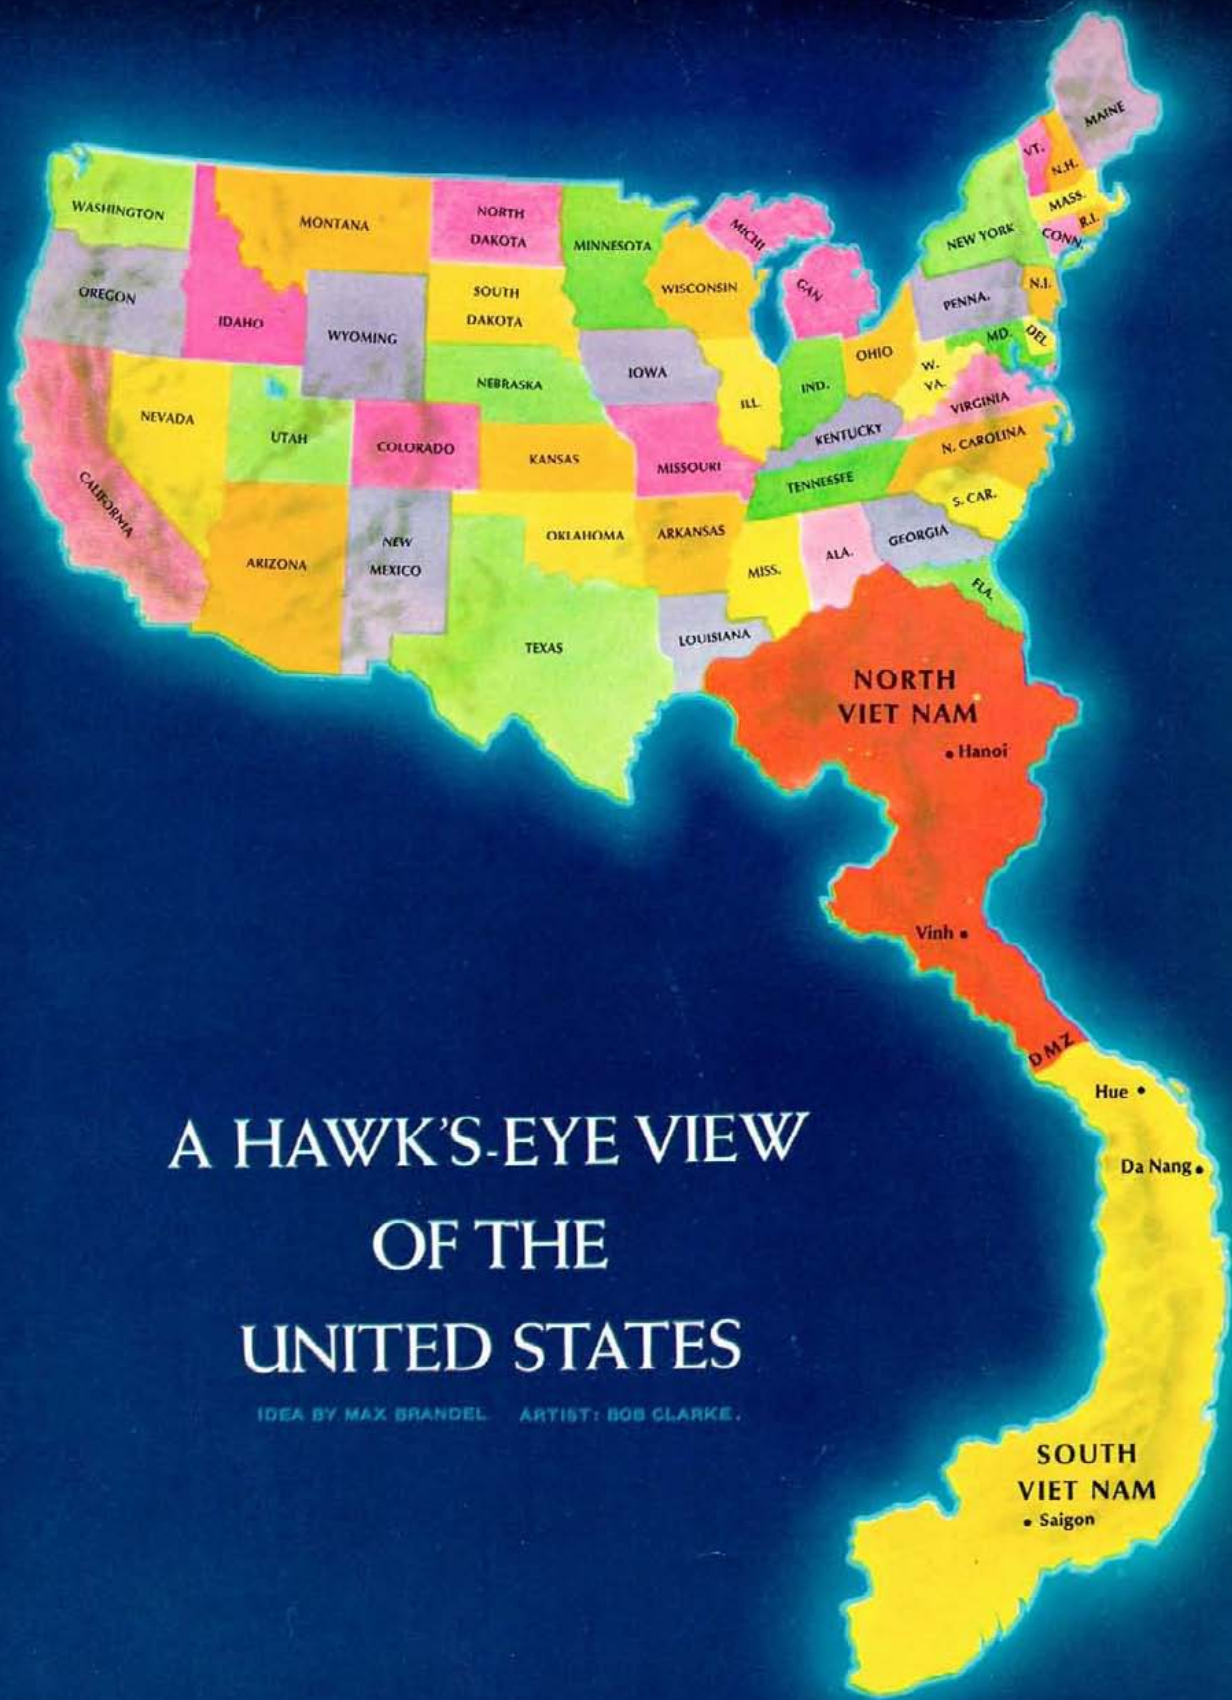 MAINE
VT.
N.H.
MASS.
R.I.
CONN.
NEW YORK
WASHINGTON
MONTANA
NORTH
DAKOTA
MINNESOTA
MICHI
GAN
WISCONSIN
OREGON
IDAHO
WYOMING
SOUTH
DAKOTA
PENNA.
N.J.
MD.
DEL
OHIO
W.
VA.
VIRGINIA
IOWA
NEBRASKA
ILL.
IND.
KENTUCKY
N. CAROLINA
NEVADA
UTAH
COLORADO
KANSAS
MISSOURI
TENNESSEE
S. CAR.
CALIFORNIA
ARIZONA
NEW
MEXICO
OKLAHOMA
ARKANSAS
MISS.
ALA.
GEORGIA
FLA.
TEXAS
LOUISIANA
NORTH
VIET NAM
Hanoi
Vinh
DMZ
Hue
Da Nang
A HAWK'S-EYE VIEW
OF THE
UNITED STATES
IDEA BY MAX BRANDEL ARTIST: BOB CLARKE.
SOUTH
VIET NAM
Saigon